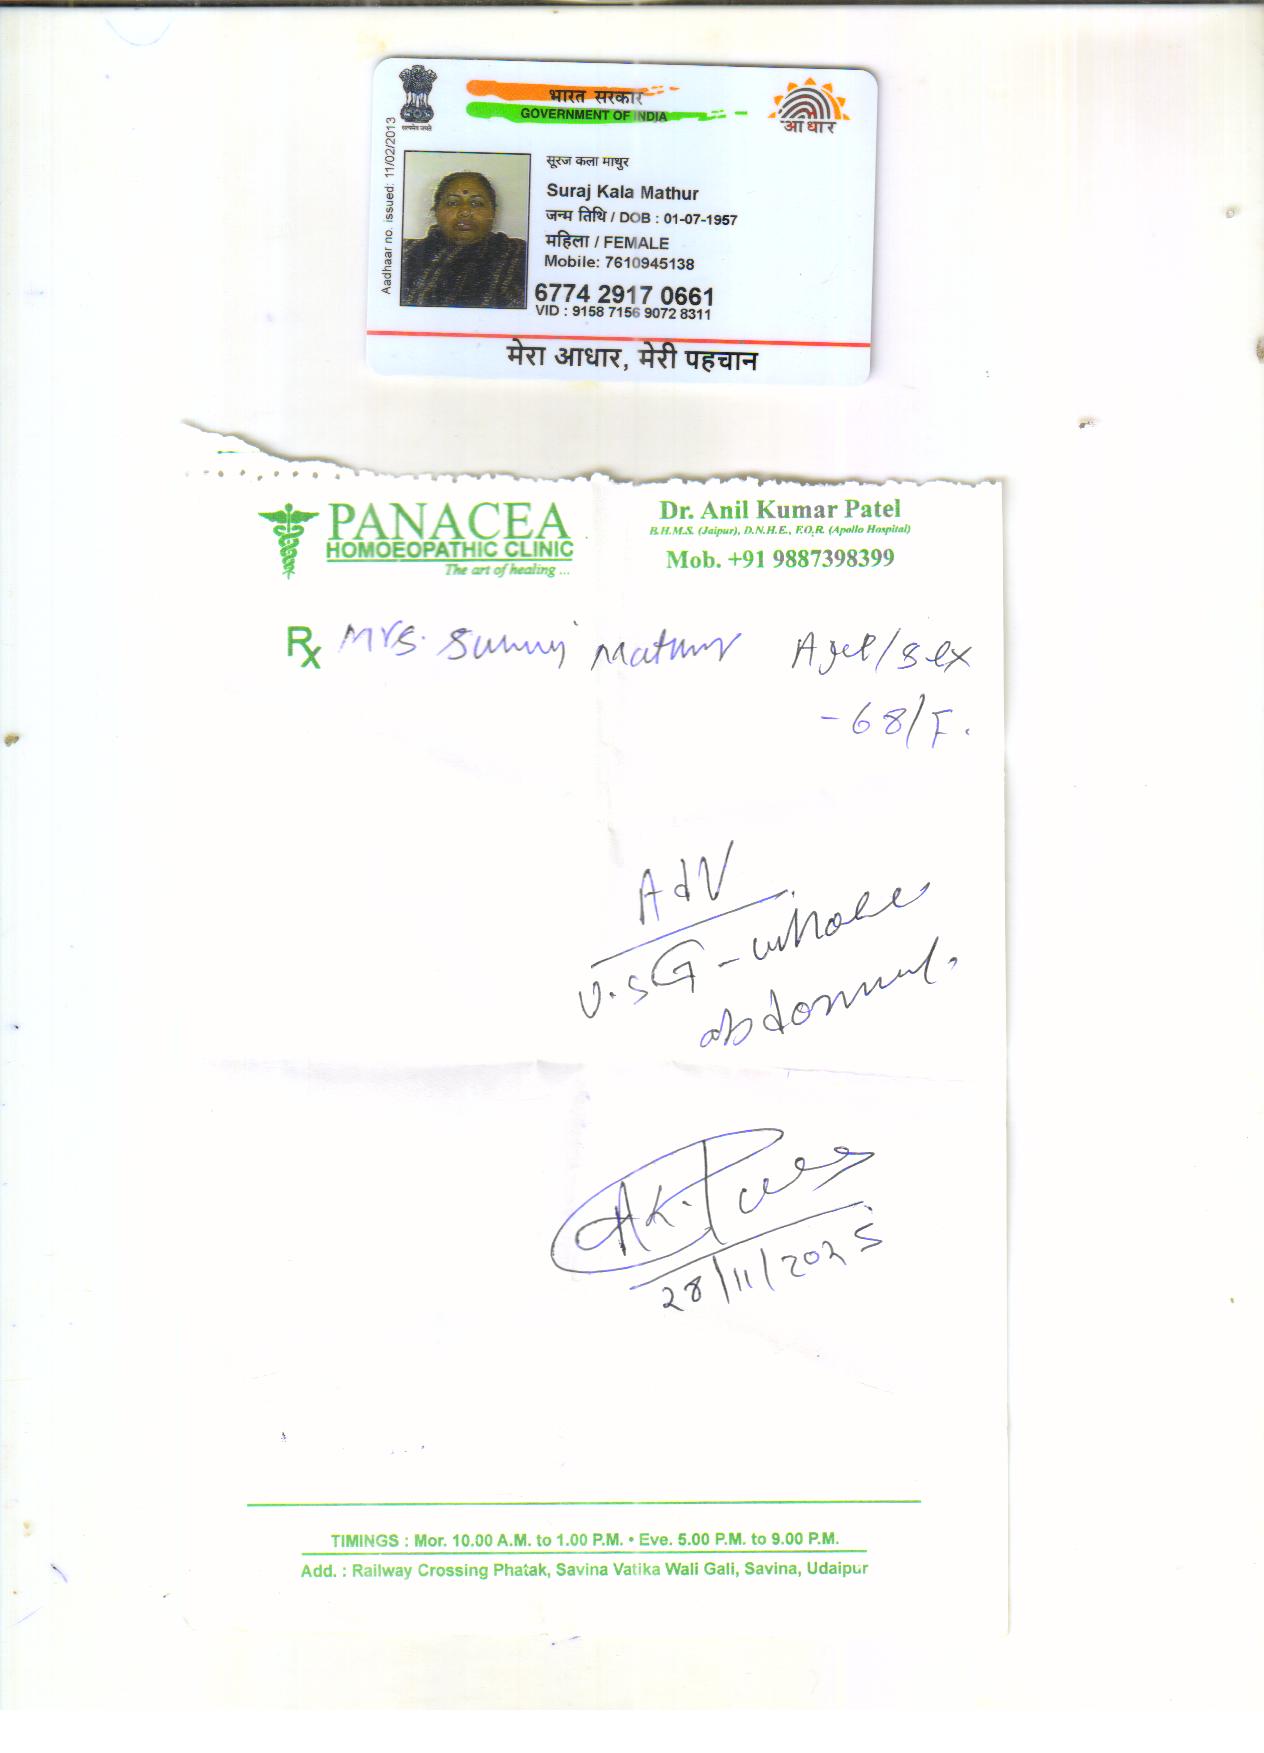 भारत सरकार
GOVERNMENT OF INDIA
सत्यमेव जयते
आधार
Aadhaar no. issued: 11/02/2013
सूरज कला माथुर
Suraj Kala Mathur
जन्म तिथि / DOB : 01-07-1957
महिला / FEMALE
Mobile: 7610945138
6774 2917 0661
VID : 9158 7156 9072 8311
मेरा आधार, मेरी पहचान
PANACEA
HOMOEOPATHIC CLINIC
The art of healing ...
Dr. Anil Kumar Patel
B.H.M.S. (Jaipur), D.N.H.E., F.O.R. (Apollo Hospital)
Mob. +91 9887398399
Rx Mrs. Mathur Age/Sex
- 68/F.
Adv
U.S.G - whole
abdomen.
28/11/2025
TIMINGS : Mor. 10.00 A.M. to 1.00 P.M. • Eve. 5.00 P.M. to 9.00 P.M.
Add. : Railway Crossing Phatak, Savina Vatika Wali Gali, Savina, Udaipur